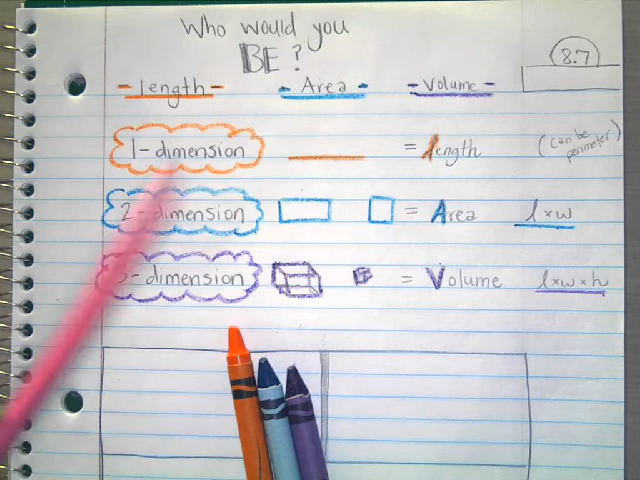 Who would you
BE?
8.7
- Length - - Area - - Volume -
1-dimension = length (can be perimeter)
2-dimension = Area l x w
3-dimension = Volume l x w x h